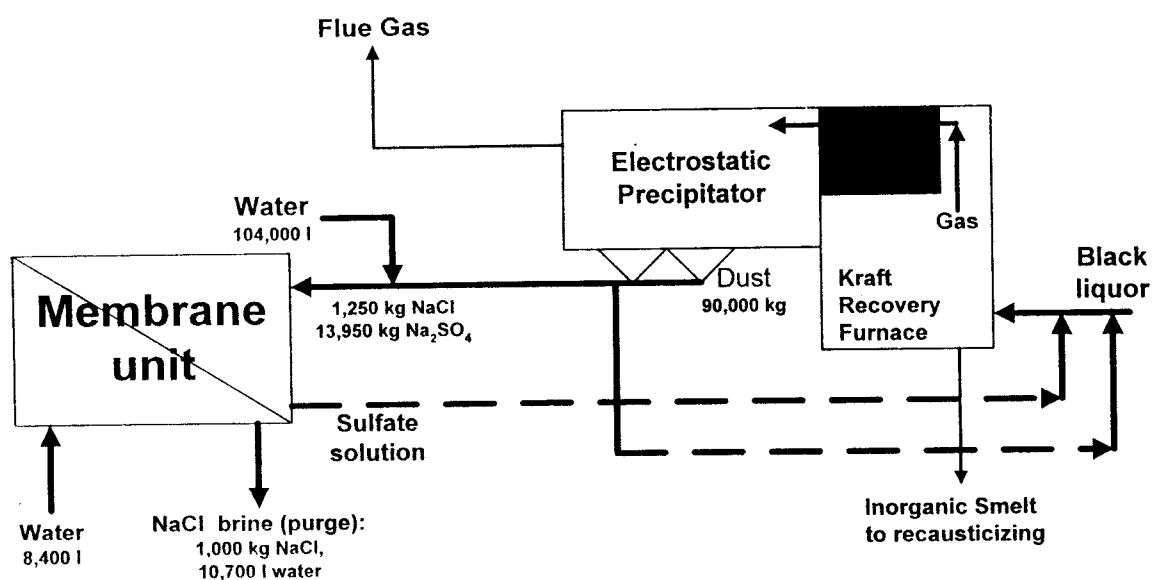 Flue Gas
Electrostatic
Precipitator
Gas
Water
104,000 l
Dust
90,000 kg
Kraft
Recovery
Furnace
Black
liquor
1,250 kg NaCl
13,950 kg Na₂SO₄
Membrane
unit
Sulfate
solution
Water
8,400 l
NaCl brine (purge):
1,000 kg NaCl,
10,700 l water
Inorganic Smelt
to recausticizing